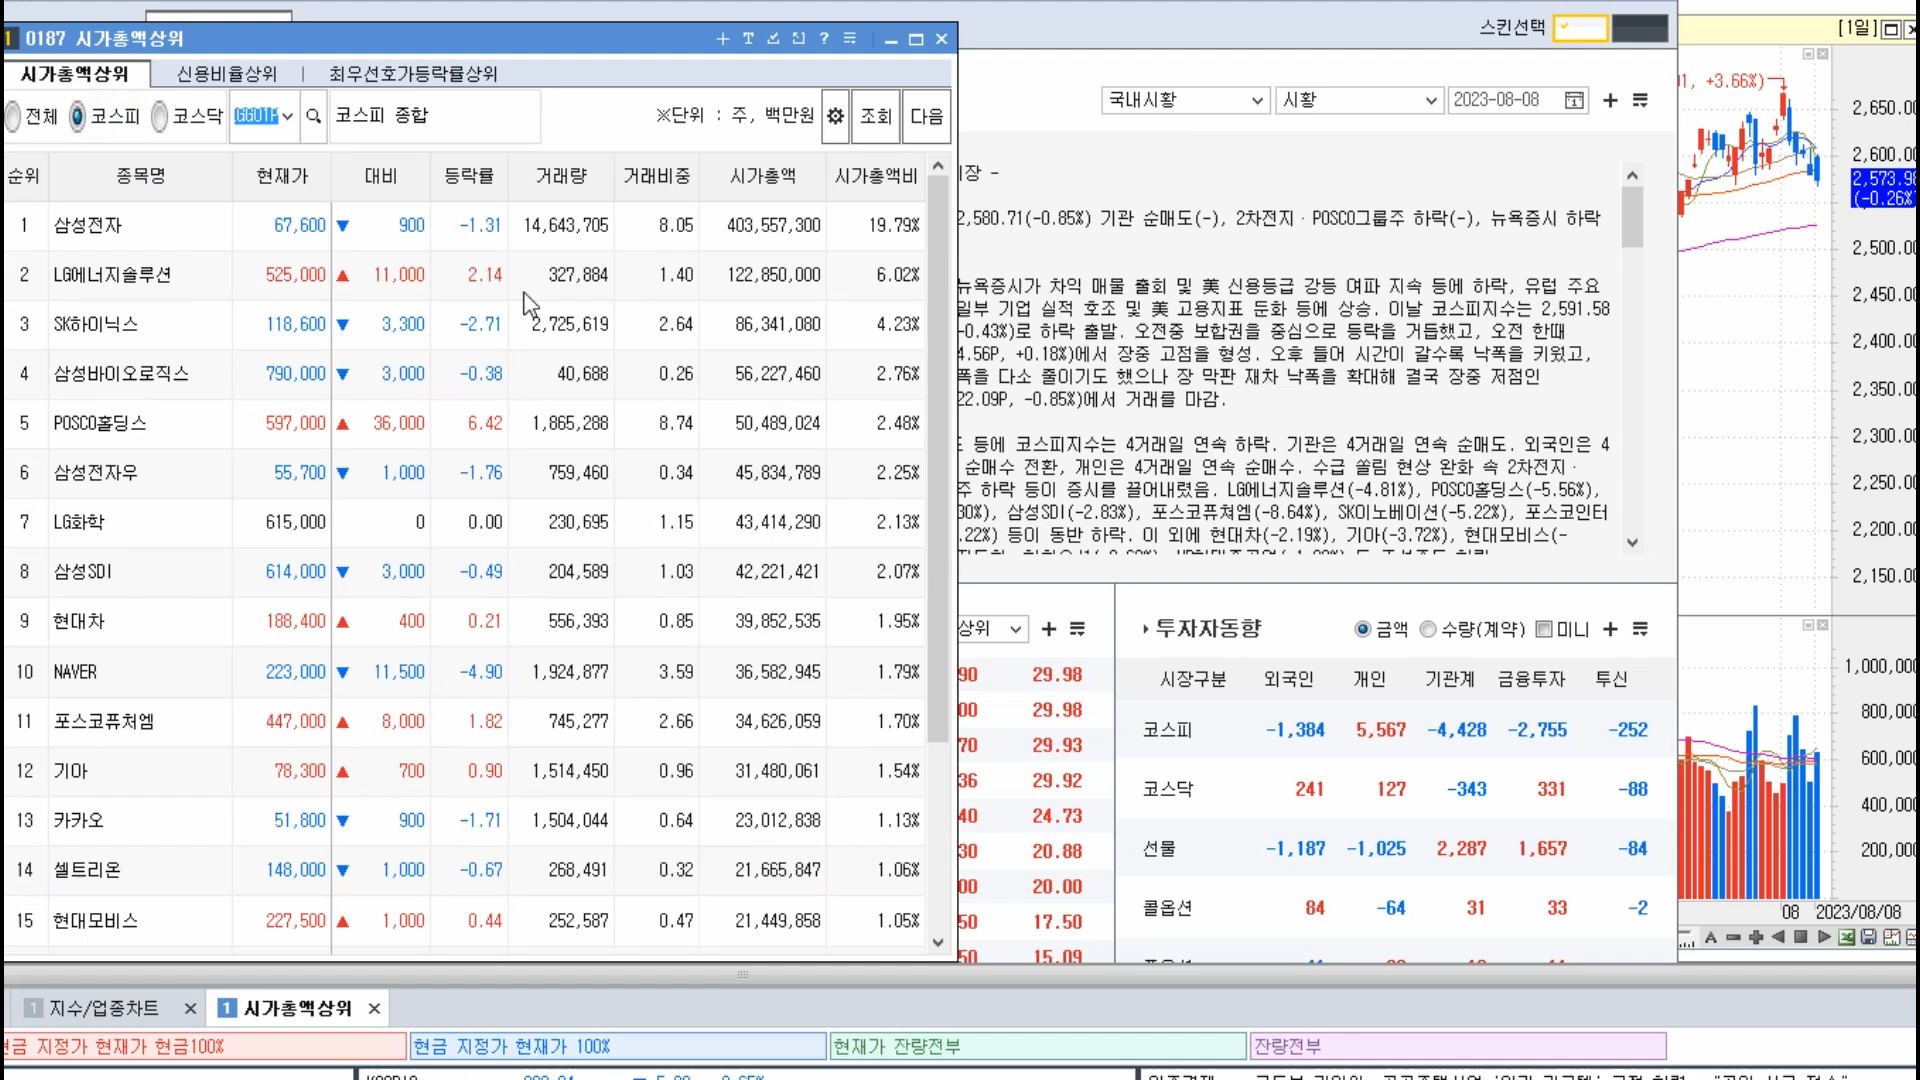 스킨선택
[1일]
1 0187 시가총액상위
시가총액상위 신용비율상위 | 최우선호가등락률상위
전체 코스피 코스닥 코스피 종합 ※단위 : 주, 백만원 조회 다음
순위 종목명 현재가 대비 등락률 거래량 거래비중 시가총액 시가총액비
1 삼성전자 67,600 ▼ 900 -1.31 14,643,705 8.05 403,557,300 19.79%
2 LG에너지솔루션 525,000 ▲ 11,000 2.14 327,884 1.40 122,850,000 6.02%
3 SK하이닉스 118,600 ▼ 3,300 -2.71 2,725,619 2.64 86,341,080 4.23%
4 삼성바이오로직스 790,000 ▼ 3,000 -0.38 40,688 0.26 56,227,460 2.76%
5 POSCO홀딩스 597,000 ▲ 36,000 6.42 1,865,288 8.74 50,489,024 2.48%
6 삼성전자우 55,700 ▼ 1,000 -1.76 759,460 0.34 45,834,789 2.25%
7 LG화학 615,000 0 0.00 230,695 1.15 43,414,290 2.13%
8 삼성SDI 614,000 ▼ 3,000 -0.49 204,589 1.03 42,221,421 2.07%
9 현대차 188,400 ▲ 400 0.21 556,393 0.85 39,852,535 1.95%
10 NAVER 223,000 ▼ 11,500 -4.90 1,924,877 3.59 36,582,945 1.79%
11 포스코퓨처엠 447,000 ▲ 8,000 1.82 745,277 2.66 34,626,059 1.70%
12 기아 78,300 ▲ 700 0.90 1,514,450 0.96 31,480,061 1.54%
13 카카오 51,800 ▼ 900 -1.71 1,504,044 0.64 23,012,838 1.13%
14 셀트리온 148,000 ▼ 1,000 -0.67 268,491 0.32 21,665,847 1.06%
15 현대모비스 227,500 ▲ 1,000 0.44 252,587 0.47 21,449,858 1.05%
국내시황 시황 2023-08-08
장 -
2,580.71(-0.85%) 기관 순매도(-), 2차전지·POSCO그룹주 하락(-), 뉴욕증시 하락
뉴욕증시가 차익 매물 출회 및 美 신용등급 강등 여파 지속 등에 하락, 유럽 주요
일부 기업 실적 호조 및 美 고용지표 둔화 등에 상승. 이날 코스피지수는 2,591.58
-0.43%)로 하락 출발. 오전중 보합권을 중심으로 등락을 거듭했고, 오전 한때
4.56P, +0.18%)에서 장중 고점을 형성. 오후 들어 시간이 갈수록 낙폭을 키웠고,
폭을 다소 줄이기도 했으나 장 막판 재차 낙폭을 확대해 결국 장중 저점인
22.09P, -0.85%)에서 거래를 마감.
등에 코스피지수는 4거래일 연속 하락. 기관은 4거래일 연속 순매도. 외국인은 4
순매수 전환, 개인은 4거래일 연속 순매수. 수급 쏠림 현상 완화 속 2차전지·
주 하락 등이 증시를 끌어내렸음. LG에너지솔루션(-4.81%), POSCO홀딩스(-5.56%),
30%), 삼성SDI(-2.83%), 포스코퓨처엠(-8.64%), SK이노베이션(-5.22%), 포스코인터
.22%) 등이 동반 하락. 이 외에 현대차(-2.19%), 기아(-3.72%), 현대모비스(-
상위
90 29.98
00 29.98
70 29.93
36 29.92
40 24.73
30 20.88
00 20.00
50 17.50
50 15.09
투자자동향 금액 수량(계약) 미니
시장구분 외국인 개인 기관계 금융투자 투신
코스피 -1,384 5,567 -4,428 -2,755 -252
코스닥 241 127 -343 331 -88
선물 -1,187 -1,025 2,287 1,657 -84
콜옵션 84 -64 31 33 -2
1, +3.66%)
2,650.00
2,600.00
2,573.98
(-0.26%
2,500.00
2,450.00
2,400.00
2,350.00
2,300.00
2,250.00
2,200.00
2,150.00
1,000,000
800,000
600,000
400,000
200,000
08 2023/08/08
1 지수/업종차트 1 시가총액상위
현금 지정가 현재가 현금100% 현금 지정가 현재가 100% 현재가 잔량전부 잔량전부